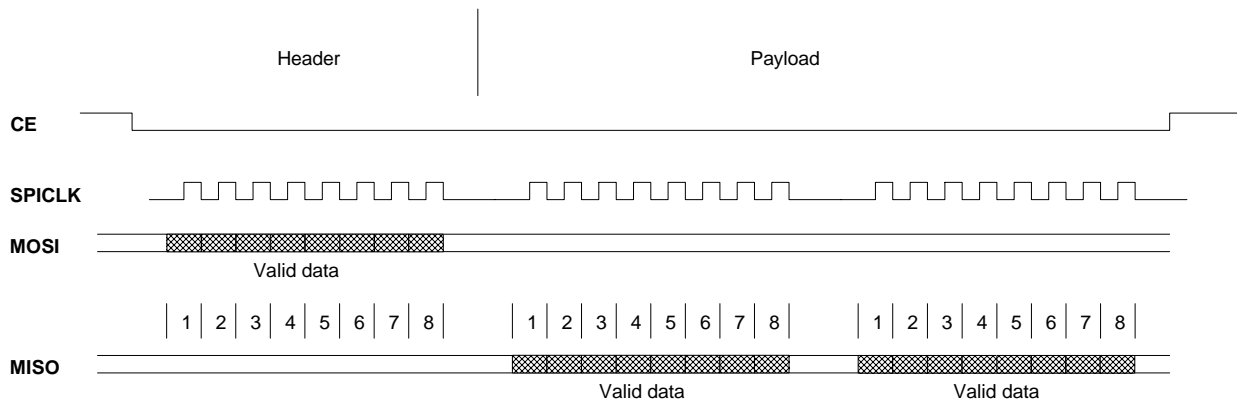 Header Payload
CE
SPICLK
MOSI
Valid data
1 2 3 4 5 6 7 8 1 2 3 4 5 6 7 8 1 2 3 4 5 6 7 8
MISO
Valid data Valid data